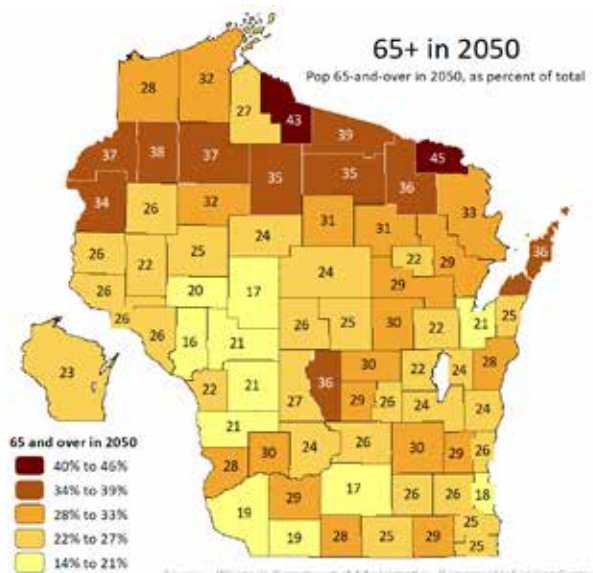 65+ in 2050
Pop 65-and-over in 2050, as percent of total
28 32
27 43 39
37 38 37 45
35 35 36
34 26 32 33
31 31
24
26 22 25 22 29 36
24
26 20 17 29
26 26 21 25
26 25 30 22
16 21
36 30 22 24 28
23 22 21 27 29 26 24 24
21
24 26
28 30 30 29 26
29 17 26 26 18
19
19 28 25 29 25
25
65 and over in 2050
40% to 46%
34% to 39%
28% to 33%
22% to 27%
14% to 21%